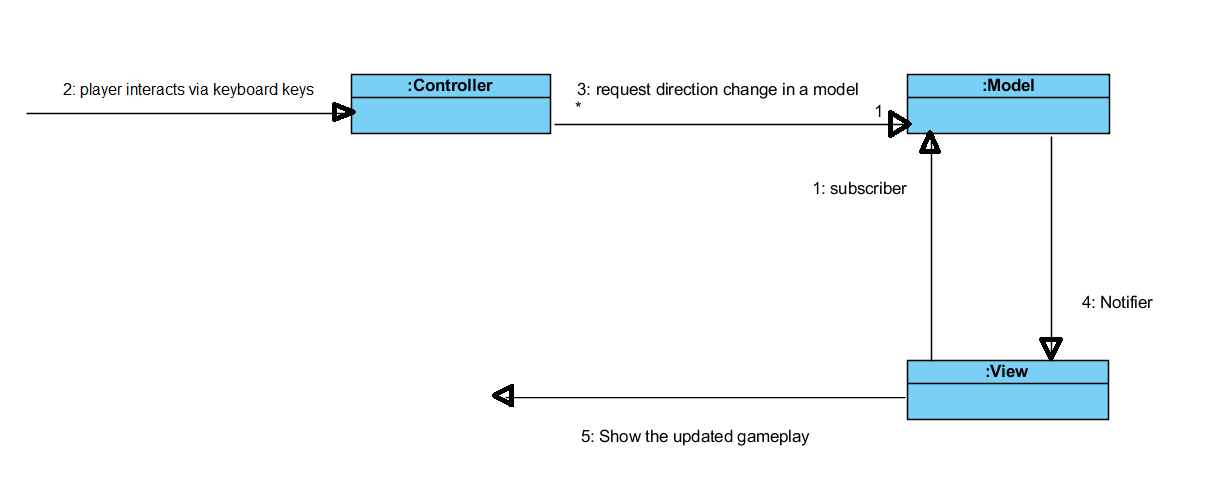 2: player interacts via keyboard keys
:Controller
3: request direction change in a model
*
1
:Model
1: subscriber
4: Notifier
:View
5: Show the updated gameplay